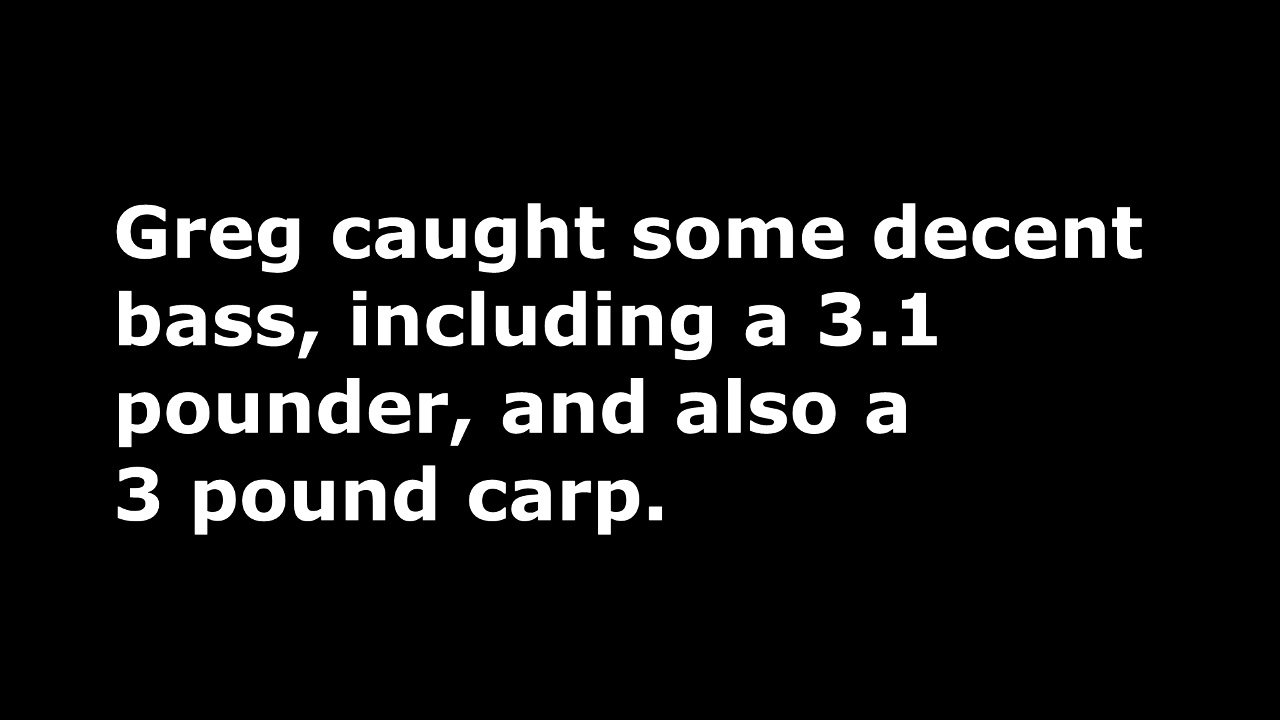 Greg caught some decent
bass, including a 3.1
pounder, and also a
3 pound carp.